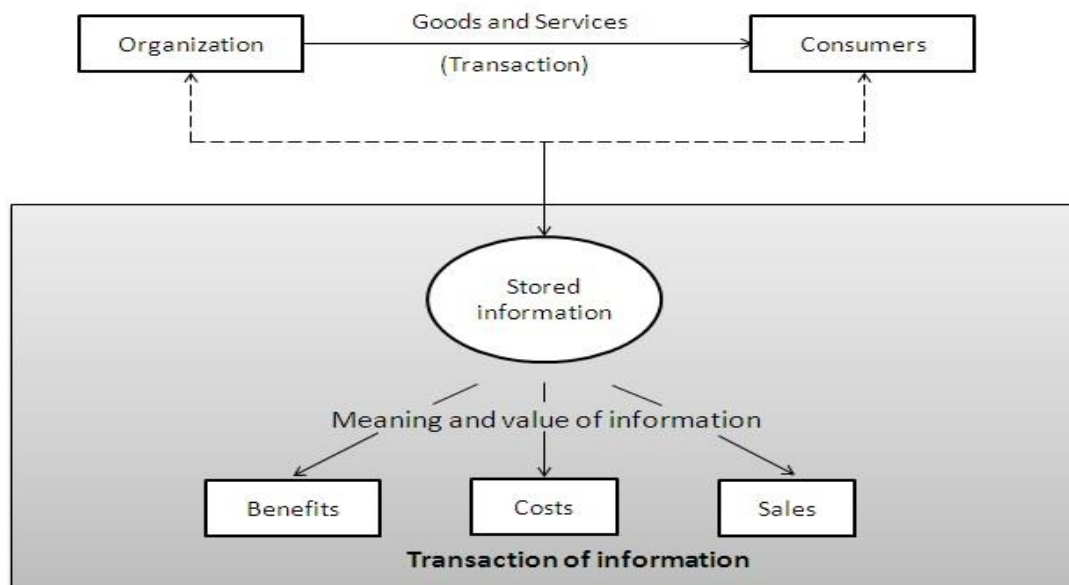 Goods and Services
Organization
Consumers
(Transaction)
Stored
information
Meaning and value of information
Benefits
Costs
Sales
Transaction of information